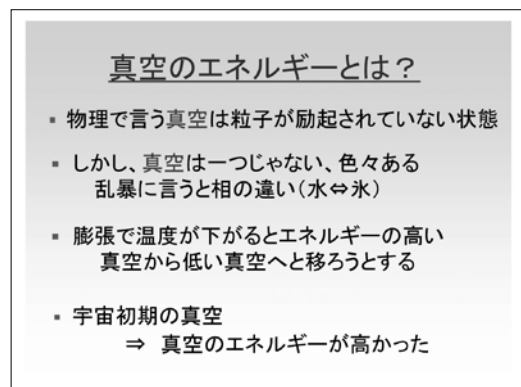 真空のエネルギーとは？
▪ 物理で言う真空は粒子が励起されていない状態
▪ しかし、真空は一つじゃない、色々ある
乱暴に言うと相の違い（水⇔氷）
▪ 膨張で温度が下がるとエネルギーの高い
真空から低い真空へと移ろうとする
▪ 宇宙初期の真空
⇒ 真空のエネルギーが高かった